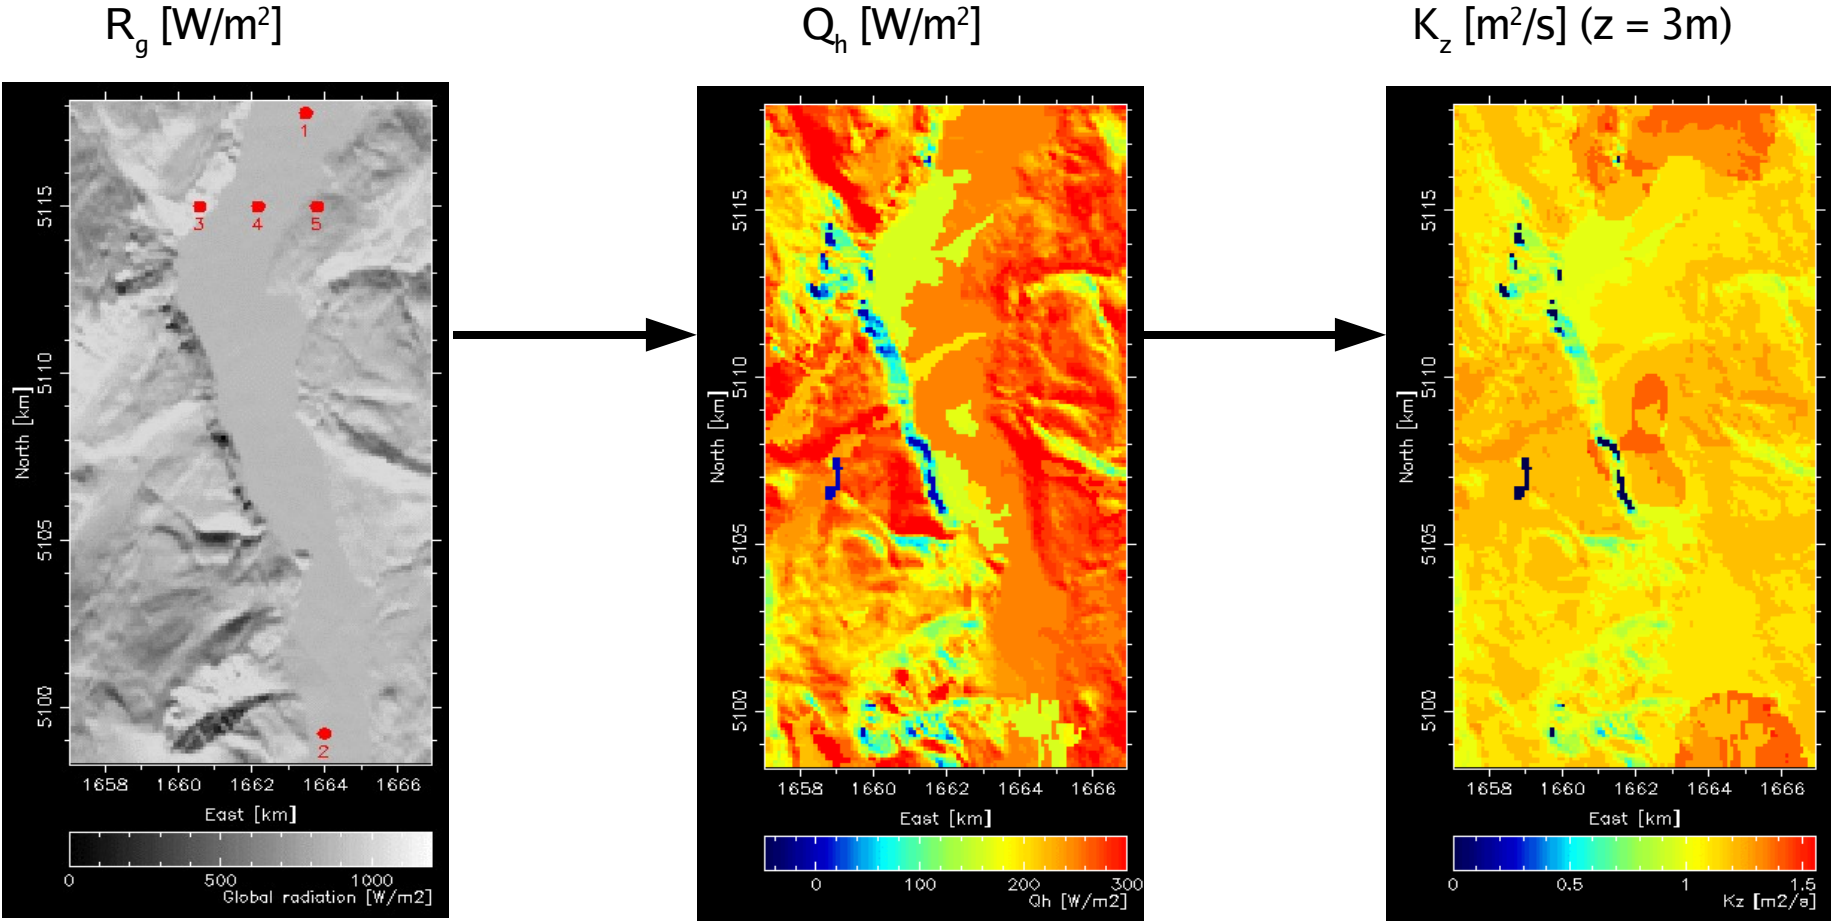 R_g [W/m²]
Q_h [W/m²]
K_z [m²/s] (z = 3m)
1
3
4
5
2
5115
5110
5105
5100
North [km]
1658 1660 1662 1664 1666
East [km]
0 500 1000
Global radiation [W/m2]
5115
5110
5105
5100
North [km]
1658 1660 1662 1664 1666
East [km]
0 100 200 300
Qh [W/m2]
5115
5110
5105
5100
North [km]
1658 1660 1662 1664 1666
East [km]
0 0.5 1 1.5
Kz [m2/s]